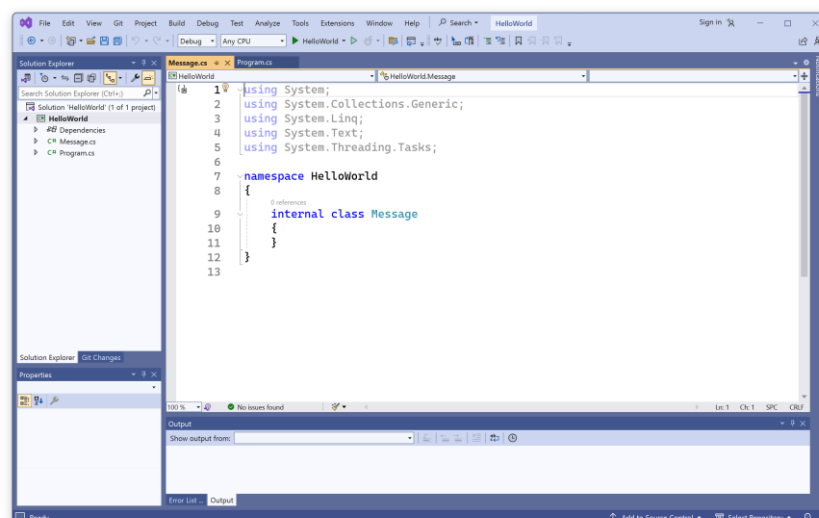 File Edit View Git Project Build Debug Test Analyze Tools Extensions Window Help Search HelloWorld Sign in
Debug Any CPU HelloWorld
Solution Explorer
Search Solution Explorer (Ctrl+;)
Solution 'HelloWorld' (1 of 1 project)
HelloWorld
Dependencies
C# Message.cs
C# Program.cs
Solution Explorer Git Changes
Properties
Message.cs Program.cs
HelloWorld HelloWorld.Message
1 using System;
2 using System.Collections.Generic;
3 using System.Linq;
4 using System.Text;
5 using System.Threading.Tasks;
6
7 namespace HelloWorld
8 {
0 references
9 internal class Message
10 {
11 }
12 }
13
100 % No issues found Ln: 1 Ch: 1 SPC CRLF
Output
Show output from:
Error List ... Output
Ready Add to Source Control Select Repository
Notifications